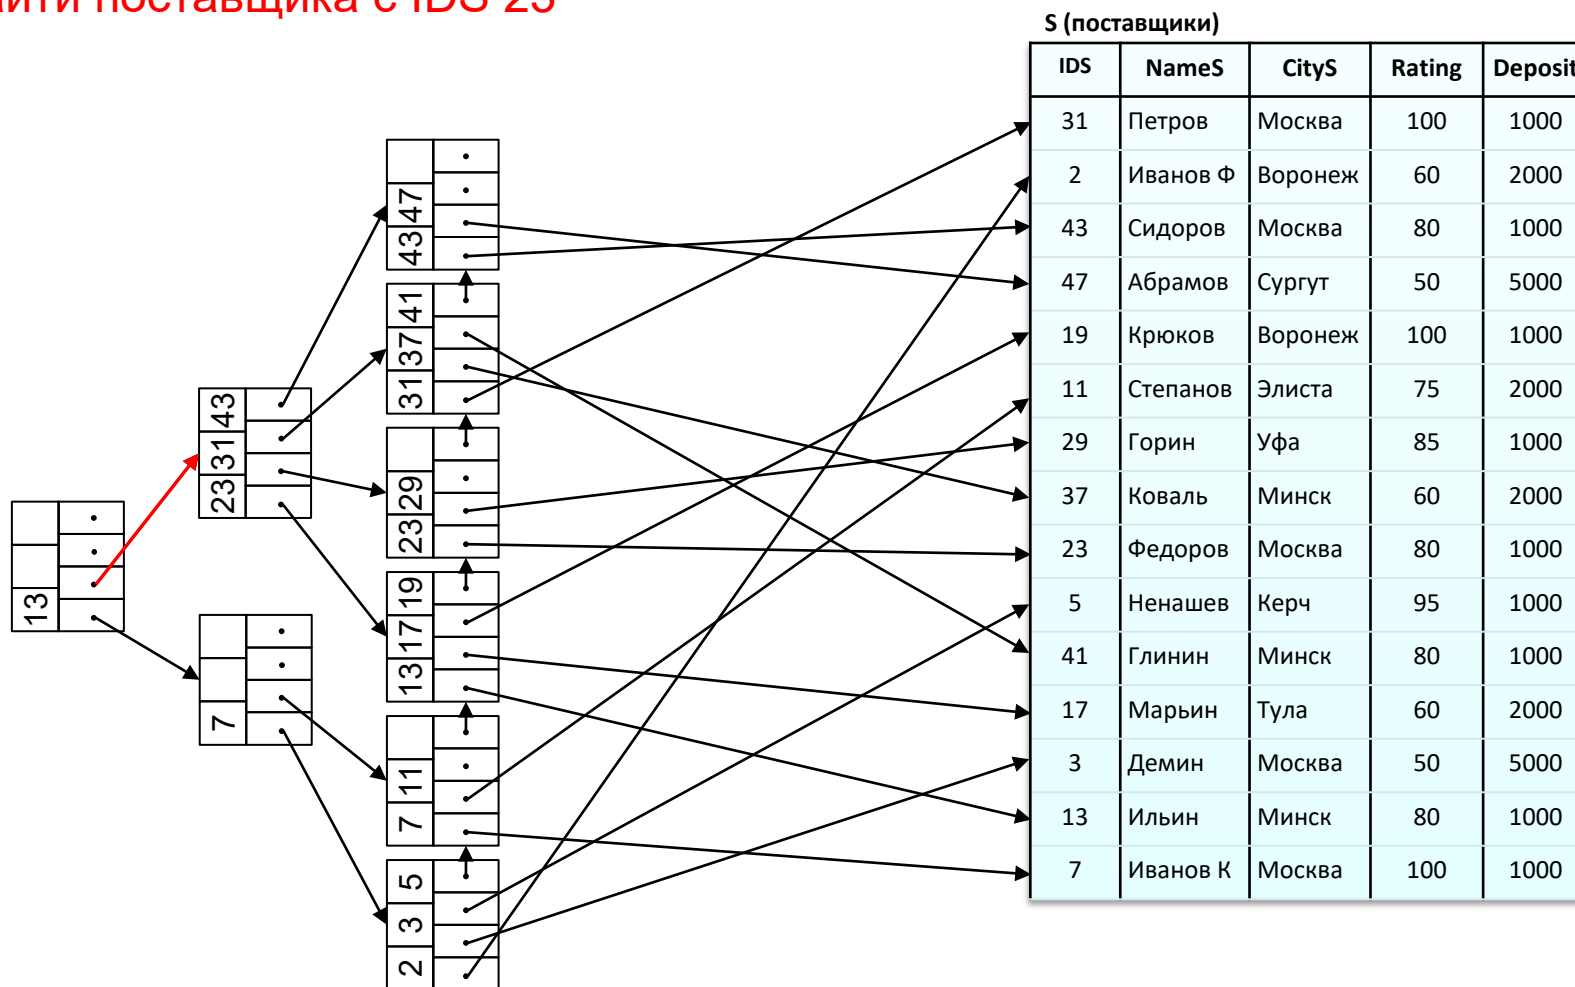 йти поставщика с IDS 23
S (поставщики)
IDS NameS CityS Rating Deposit
31 Петров Москва 100 1000
2 Иванов Ф Воронеж 60 2000
43 Сидоров Москва 80 1000
47 Абрамов Сургут 50 5000
19 Крюков Воронеж 100 1000
11 Степанов Элиста 75 2000
29 Горин Уфа 85 1000
37 Коваль Минск 60 2000
23 Федоров Москва 80 1000
5 Ненашев Керч 95 1000
41 Глинин Минск 80 1000
17 Марьин Тула 60 2000
3 Демин Москва 50 5000
13 Ильин Минск 80 1000
7 Иванов К Москва 100 1000
13
23 31 43
7
43 47
31 37 41
23 29
13 17 19
7 11
2 3 5